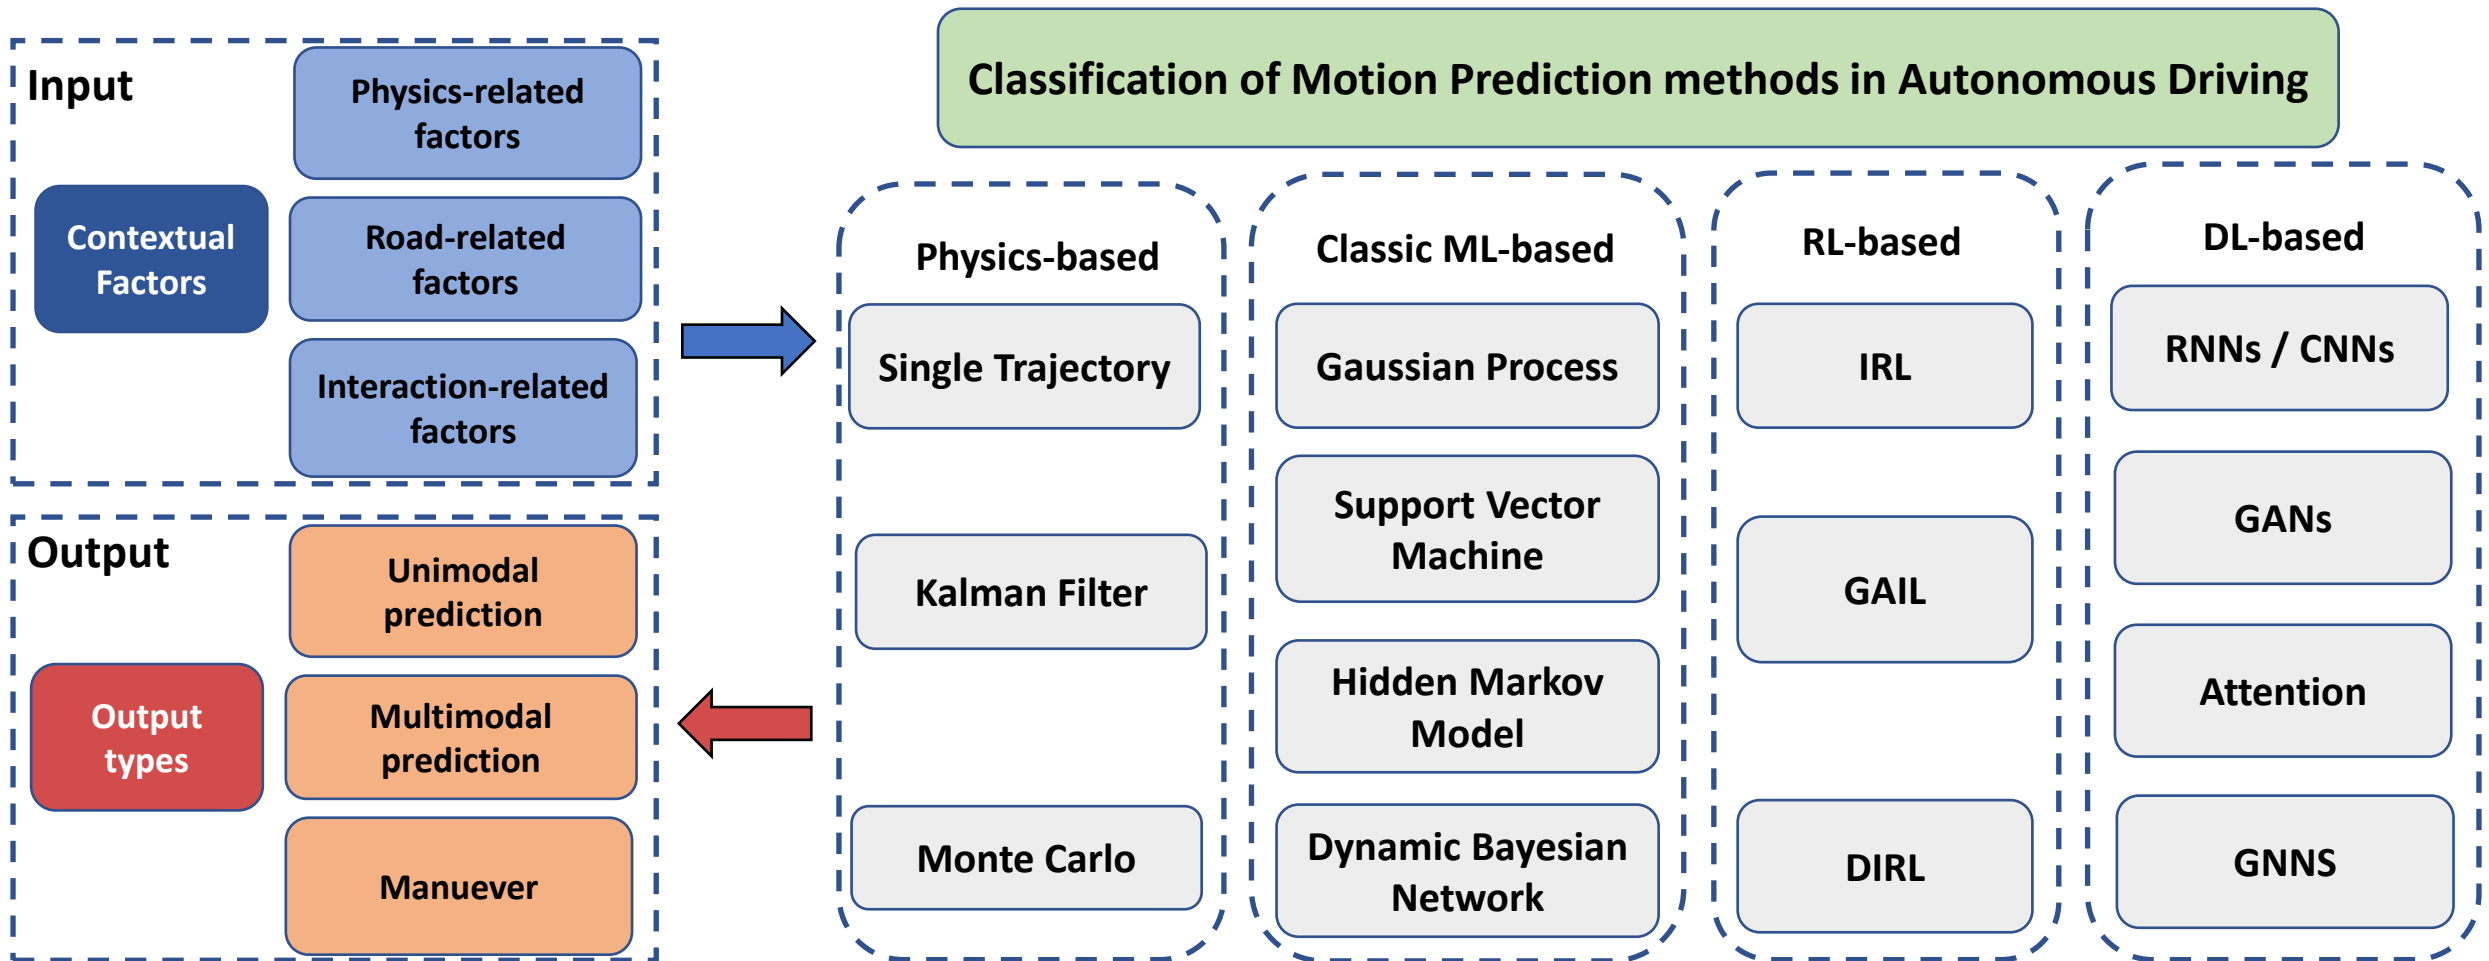 Input
Physics-related
factors
Contextual
Factors
Road-related
factors
Interaction-related
factors
Output
Unimodal
prediction
Output
types
Multimodal
prediction
Manuever
Classification of Motion Prediction methods in Autonomous Driving
Physics-based
Single Trajectory
Kalman Filter
Monte Carlo
Classic ML-based
Gaussian Process
Support Vector
Machine
Hidden Markov
Model
Dynamic Bayesian
Network
RL-based
IRL
GAIL
DIRL
DL-based
RNNs / CNNs
GANs
Attention
GNNS